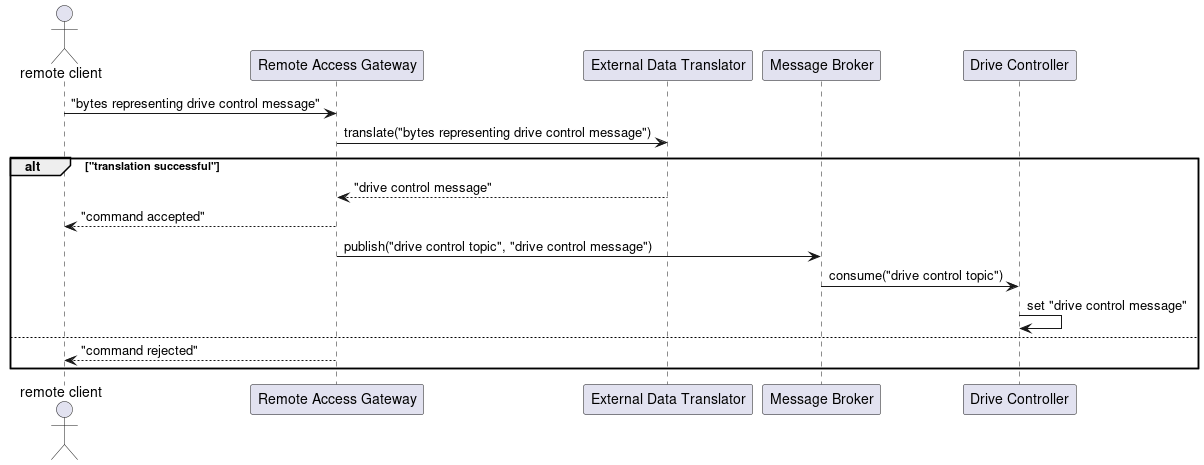 remote client
Remote Access Gateway
External Data Translator
Message Broker
Drive Controller
"bytes representing drive control message"
translate("bytes representing drive control message")
alt
["translation successful"]
"drive control message"
"command accepted"
publish("drive control topic", "drive control message")
consume("drive control topic")
set "drive control message"
"command rejected"
remote client
Remote Access Gateway
External Data Translator
Message Broker
Drive Controller